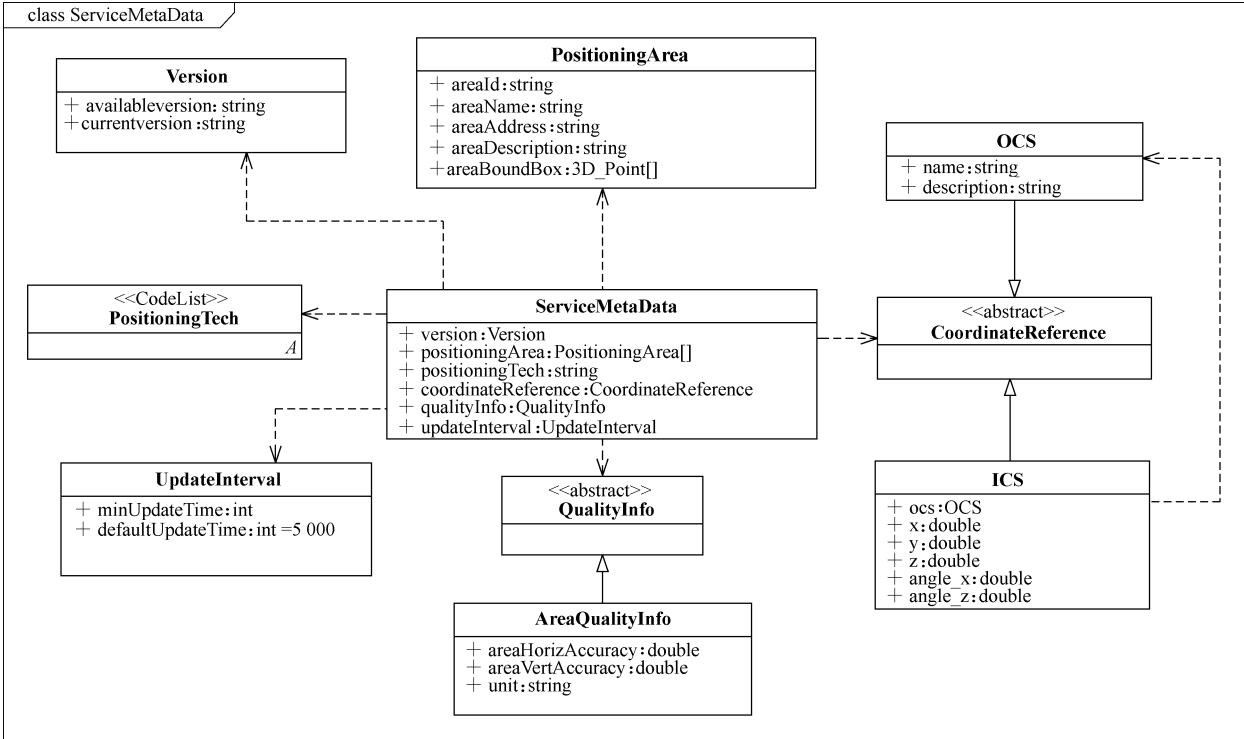 class ServiceMetaData
Version
+ availableversion:string
+currentversion:string
PositioningArea
+ areaId:string
+ areaName:string
+ areaAddress:string
+ areaDescription:string
+areaBoundBox:3D_Point[]
OCS
+ name:string
+ description:string
<<CodeList>>
PositioningTech
A
ServiceMetaData
+ version:Version
+ positioningArea:PositioningArea[]
+ positioningTech:string
+ coordinateReference:CoordinateReference
+ qualityInfo:QualityInfo
+ updateInterval:UpdateInterval
<<abstract>>
CoordinateReference
UpdateInterval
+ minUpdateTime:int
+ defaultUpdateTime:int =5 000
<<abstract>>
QualityInfo
ICS
+ ocs:OCS
+ x:double
+ y:double
+ z:double
+ angle_x:double
+ angle_z:double
AreaQualityInfo
+ areaHorizAccuracy:double
+ areaVertAccuracy:double
+ unit:string